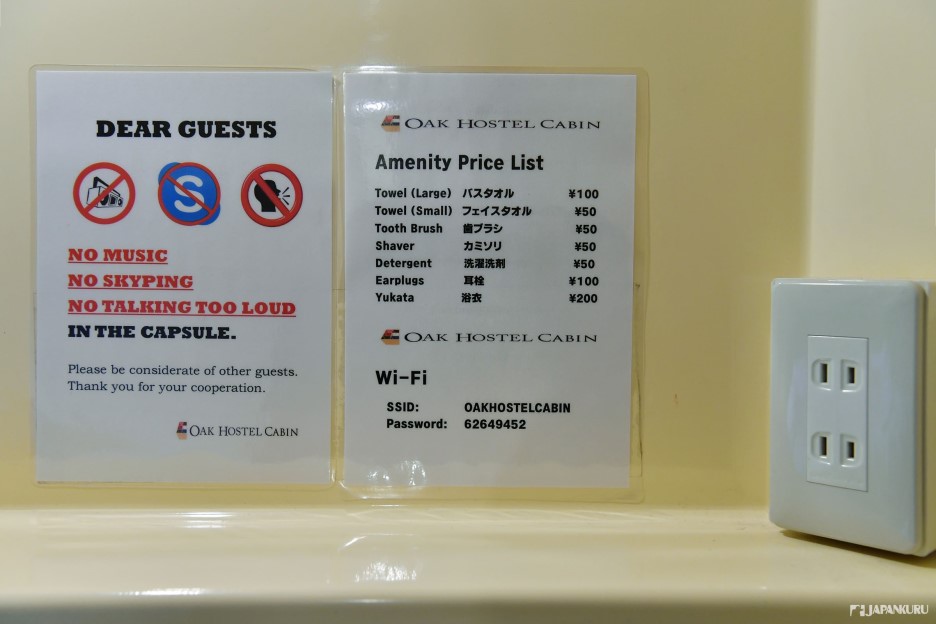 DEAR GUESTS
S
NO MUSIC
NO SKYPING
NO TALKING TOO LOUD
IN THE CAPSULE.
Please be considerate of other guests.
Thank you for your cooperation.
OAK HOSTEL CABIN
OAK HOSTEL CABIN
Amenity Price List
Towel (Large) バスタオル ¥100
Towel (Small) フェイスタオル ¥50
Tooth Brush 歯ブラシ ¥50
Shaver カミソリ ¥50
Detergent 洗濯洗剤 ¥50
Earplugs 耳栓 ¥100
Yukata 浴衣 ¥200
OAK HOSTEL CABIN
Wi-Fi
SSID: OAKHOSTELCABIN
Password: 62649452
JAPANKURU